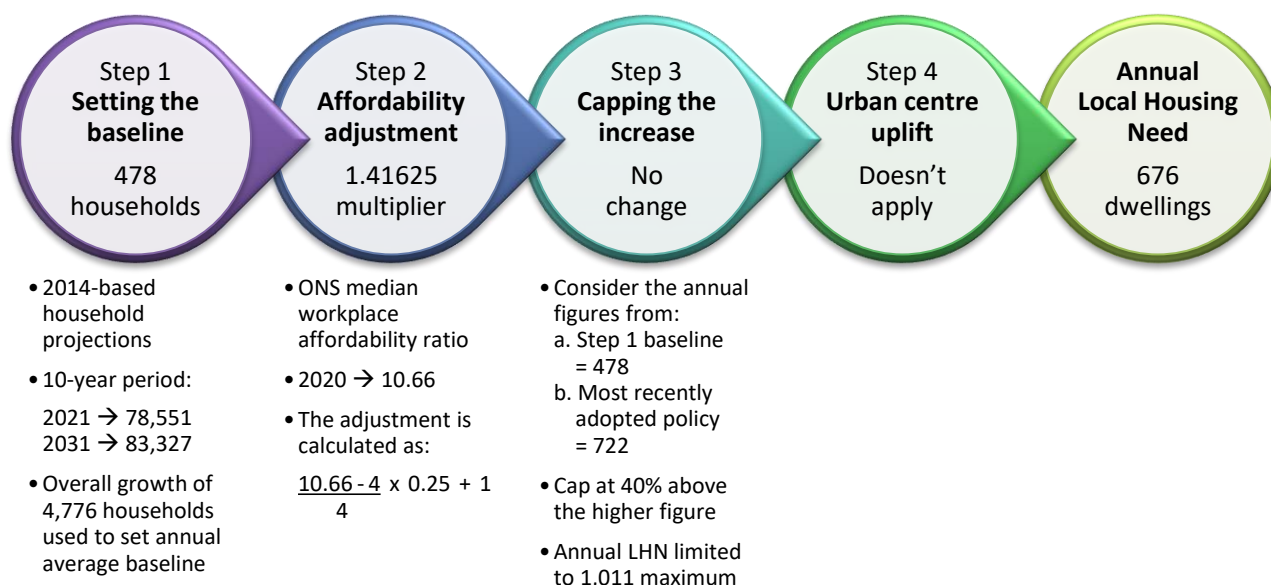 Step 1
Setting the
baseline
478
households
Step 2
Affordability
adjustment
1.41625
multiplier
Step 3
Capping the
increase
No
change
Step 4
Urban centre
uplift
Doesn't
apply
Annual
Local Housing
Need
676
dwellings
• 2014-based
household
projections
• 10-year period:
2021 → 78,551
2031 → 83,327
• Overall growth of
4,776 households
used to set annual
average baseline
• ONS median
workplace
affordability ratio
• 2020 → 10.66
• The adjustment is
calculated as:
10.66 - 4 x 0.25 + 1
4
• Consider the annual
figures from:
a. Step 1 baseline
= 478
b. Most recently
adopted policy
= 722
• Cap at 40% above
the higher figure
• Annual LHN limited
to 1,011 maximum